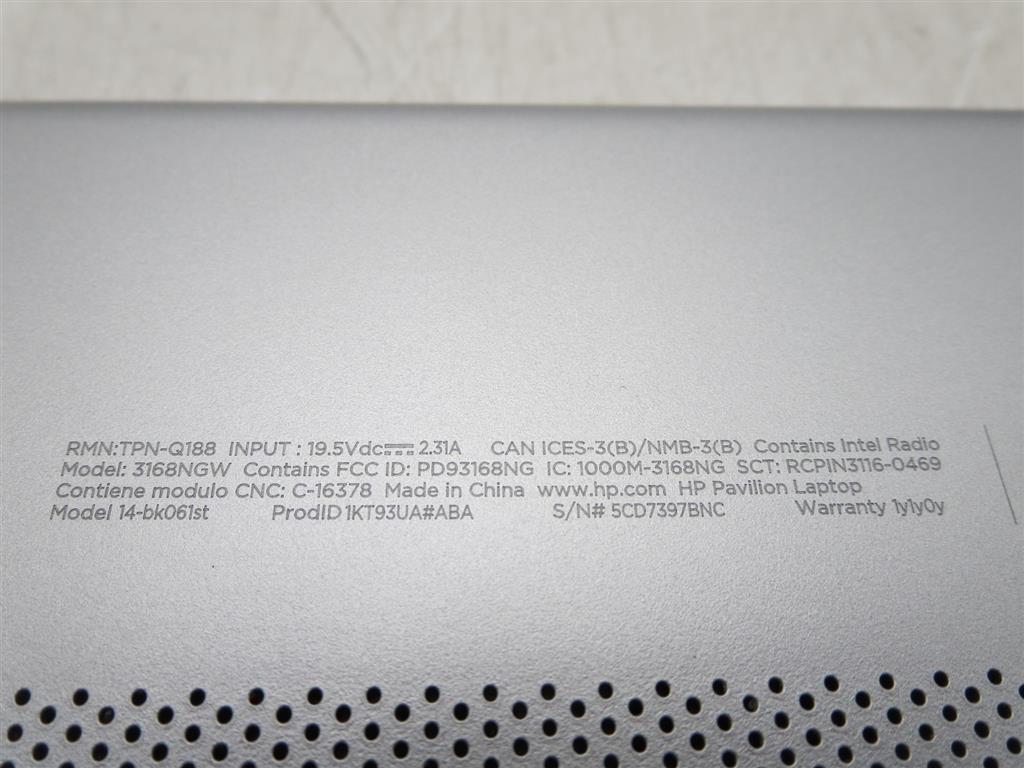 RMN:TPN-Q188 INPUT : 19.5Vdc⎓2.31A CAN ICES-3(B)/NMB-3(B) Contains Intel Radio
Model: 3168NGW Contains FCC ID: PD93168NG IC: 1000M-3168NG SCT: RCPIN3116-0469
Contiene modulo CNC: C-16378 Made in China www.hp.com HP Pavilion Laptop
Model 14-bk061st ProdID 1KT93UA#ABA S/N# 5CD7397BNC Warranty 1y1y0y